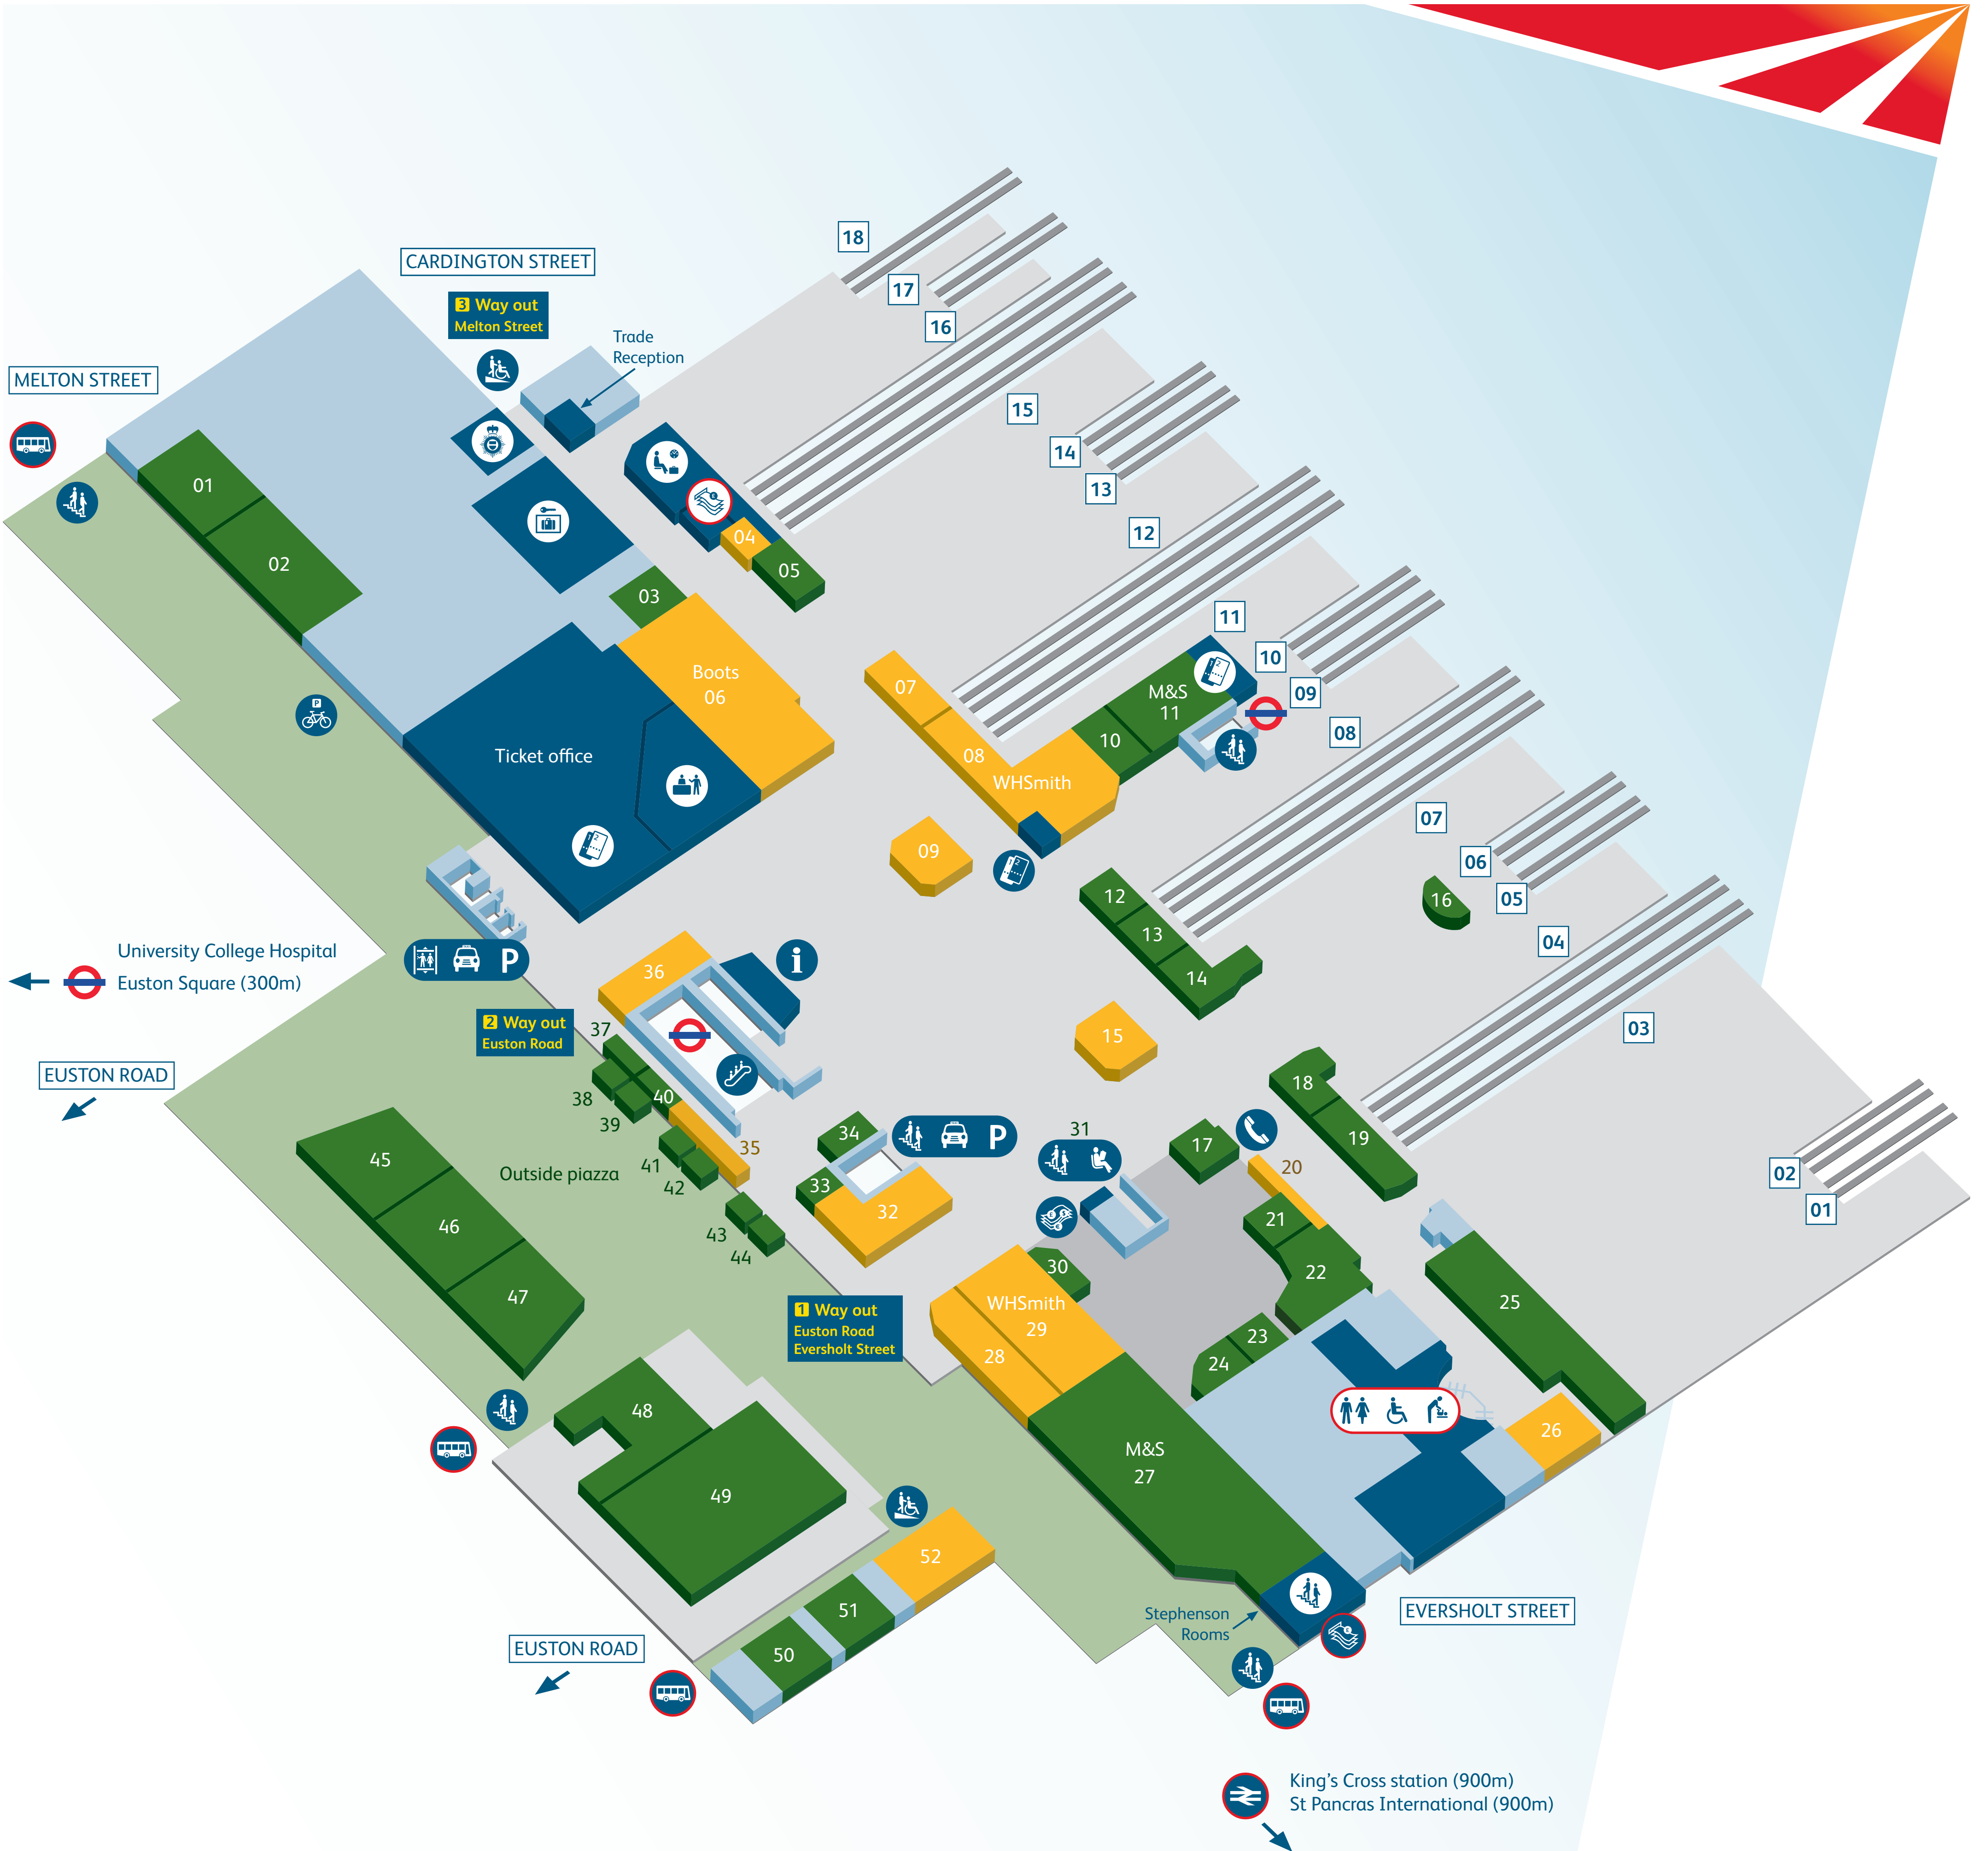 18
CARDINGTON STREET
17
3 Way out
Melton Street
16
Trade
Reception
MELTON STREET
15
14
13
01
12
04
02
05
03
11
10
Boots
06
07
M&S
11
09
08
10
Ticket office
08
WHSmith
07
09
06
05
12
16
13
04
University College Hospital
Euston Square (300m)
P
36
14
2 Way out
Euston Road
37
15
03
EUSTON ROAD
38
40
39
18
34
P
31
17
19
35
41
42
Outside piazza
45
20
02
01
33
32
21
43
44
46
30
22
47
1 Way out
Euston Road
Eversholt Street
WHSmith
29
28
25
23
24
48
26
M&S
27
49
52
51
50
Stephenson
Rooms
EVERSHOLT STREET
EUSTON ROAD
King's Cross station (900m)
St Pancras International (900m)